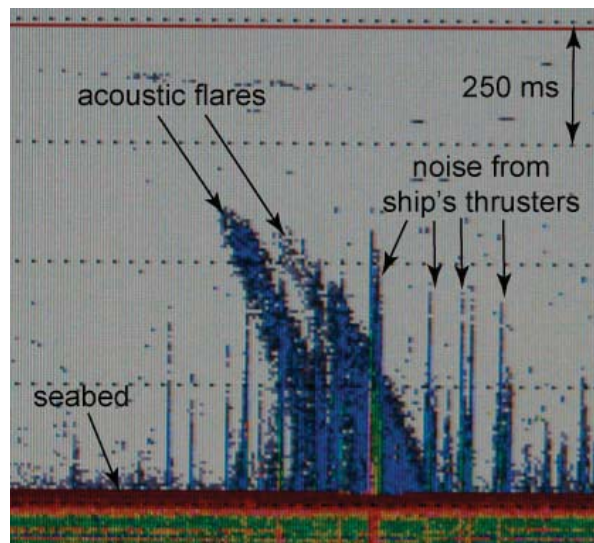 acoustic flares
250 ms
noise from
ship's thrusters
seabed